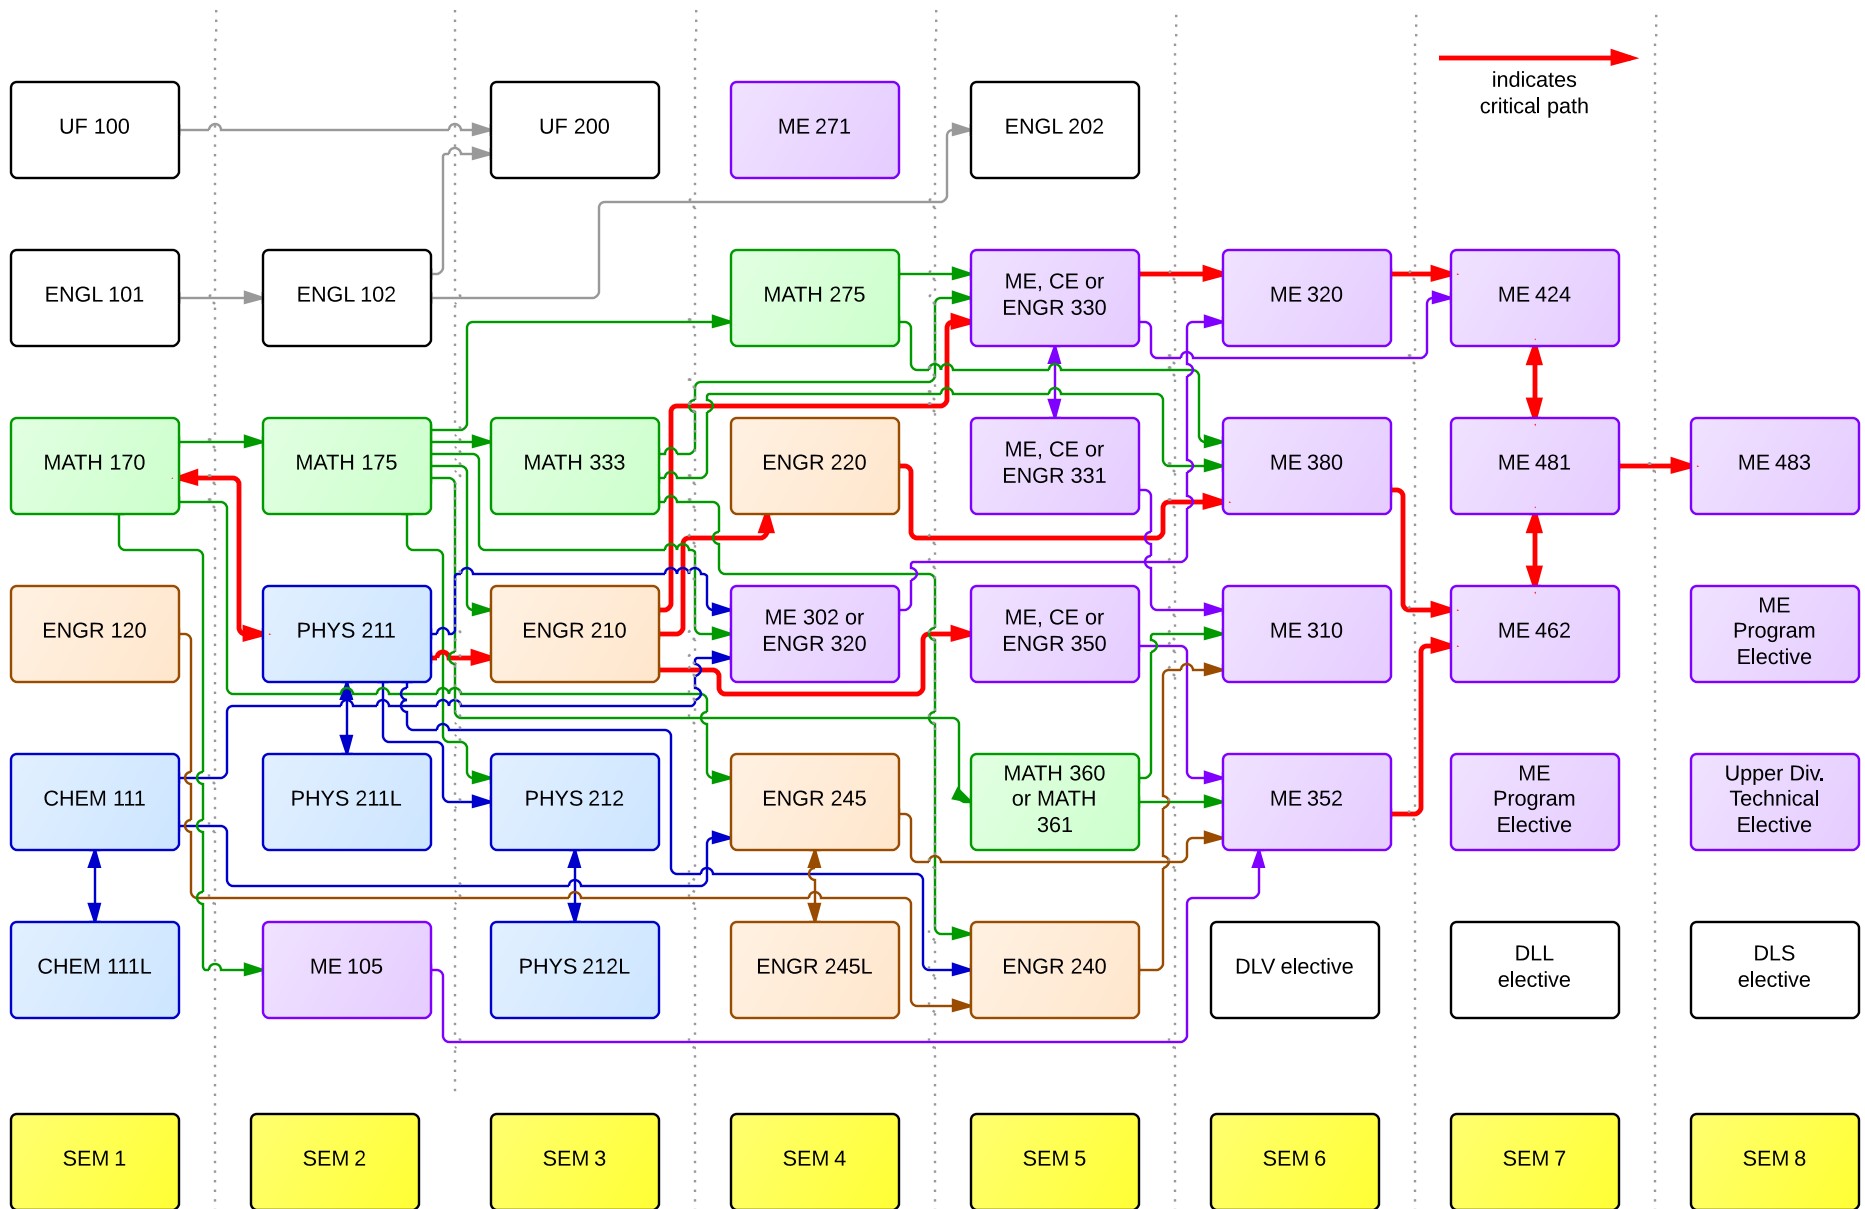 indicates
critical path
UF 100
UF 200
ME 271
ENGL 202
ENGL 101
ENGL 102
MATH 275
ME, CE or
ENGR 330
ME 320
ME 424
MATH 170
MATH 175
MATH 333
ENGR 220
ME, CE or
ENGR 331
ME 380
ME 481
ME 483
ENGR 120
PHYS 211
ENGR 210
ME 302 or
ENGR 320
ME, CE or
ENGR 350
ME 310
ME 462
ME
Program
Elective
CHEM 111
PHYS 211L
PHYS 212
ENGR 245
MATH 360
or MATH
361
ME 352
ME
Program
Elective
Upper Div.
Technical
Elective
CHEM 111L
ME 105
PHYS 212L
ENGR 245L
ENGR 240
DLV elective
DLL
elective
DLS
elective
SEM 1
SEM 2
SEM 3
SEM 4
SEM 5
SEM 6
SEM 7
SEM 8